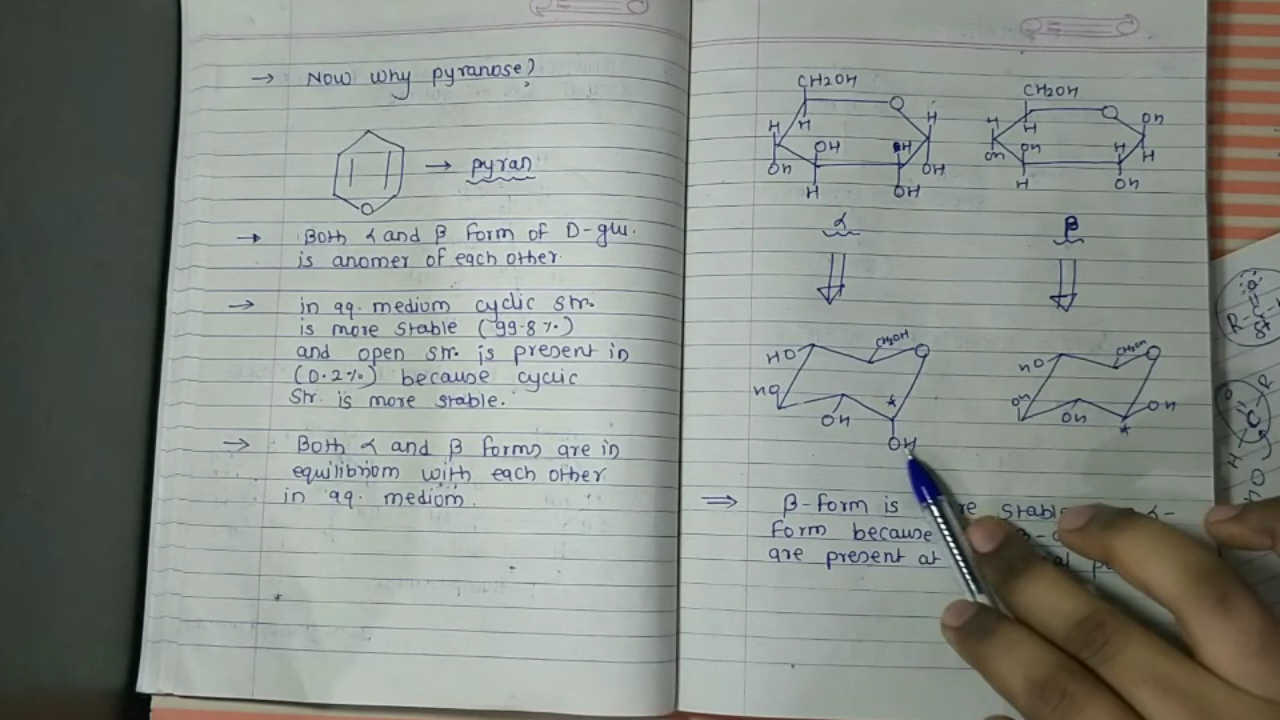 → Now why pyranose?
→ pyran
→ Both α and β form of D-glu.
is anomer of each other.
→ in aq. medium cyclic str.
is more stable (99.8%)
and open str. is present in
(0.2%) because cyclic
str. is more stable.
→ Both α and β forms are in
equilibriom with each other
in aq. medium.
CH2OH
O
H
H
H
OH
OH
OH
H
OH
H
OH
α
CH2OH
O
OH
H
H
OH
H
H
OH
H
OH
β
HO
CH2OH
O
HO
OH
*
OH
HO
CH2OH
O
OH
OH
OH
*
⇒ β-form is stable α-
form because
are present at
R-C=O